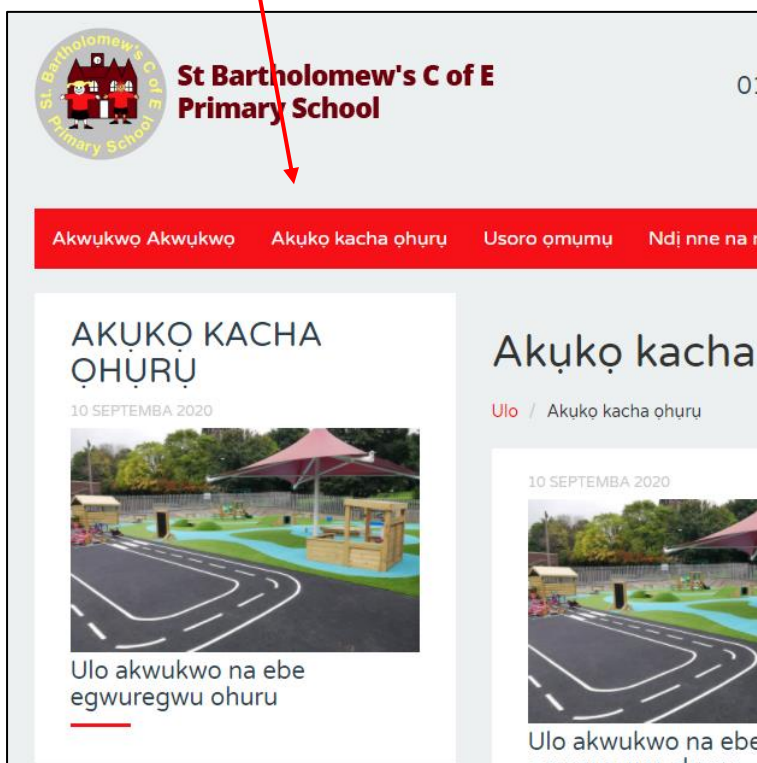 St. Bartholomew's C of E Primary School
St Bartholomew's C of E
Primary School
01
Akwụkwọ Akwụkwọ Akụkọ kacha ọhụrụ Usoro ọmụmụ Ndị nne na
AKỤKỌ KACHA
ỌHỤRỤ
10 SEPTEMBA 2020
Ulo akwukwo na ebe
egwuregwu ohuru
Akụkọ kacha
Ulo / Akụkọ kacha ọhụrụ
10 SEPTEMBA 2020
Ulo akwukwo na ebe